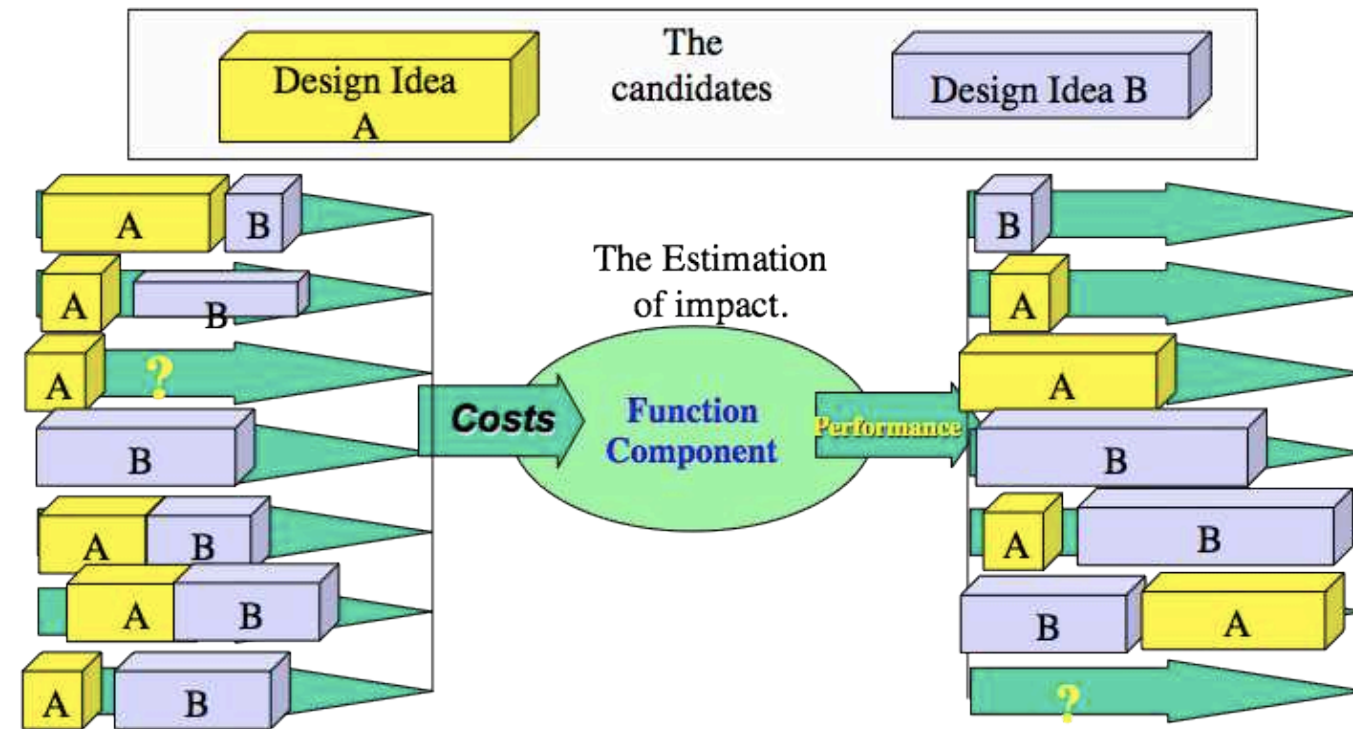 The
candidates
Design Idea
A
Design Idea B
A B
A B
A ?
B
A B
A B
A B
The Estimation
of impact.
Costs
Function
Component
Performance
B
A
A
B
A B
B A
?